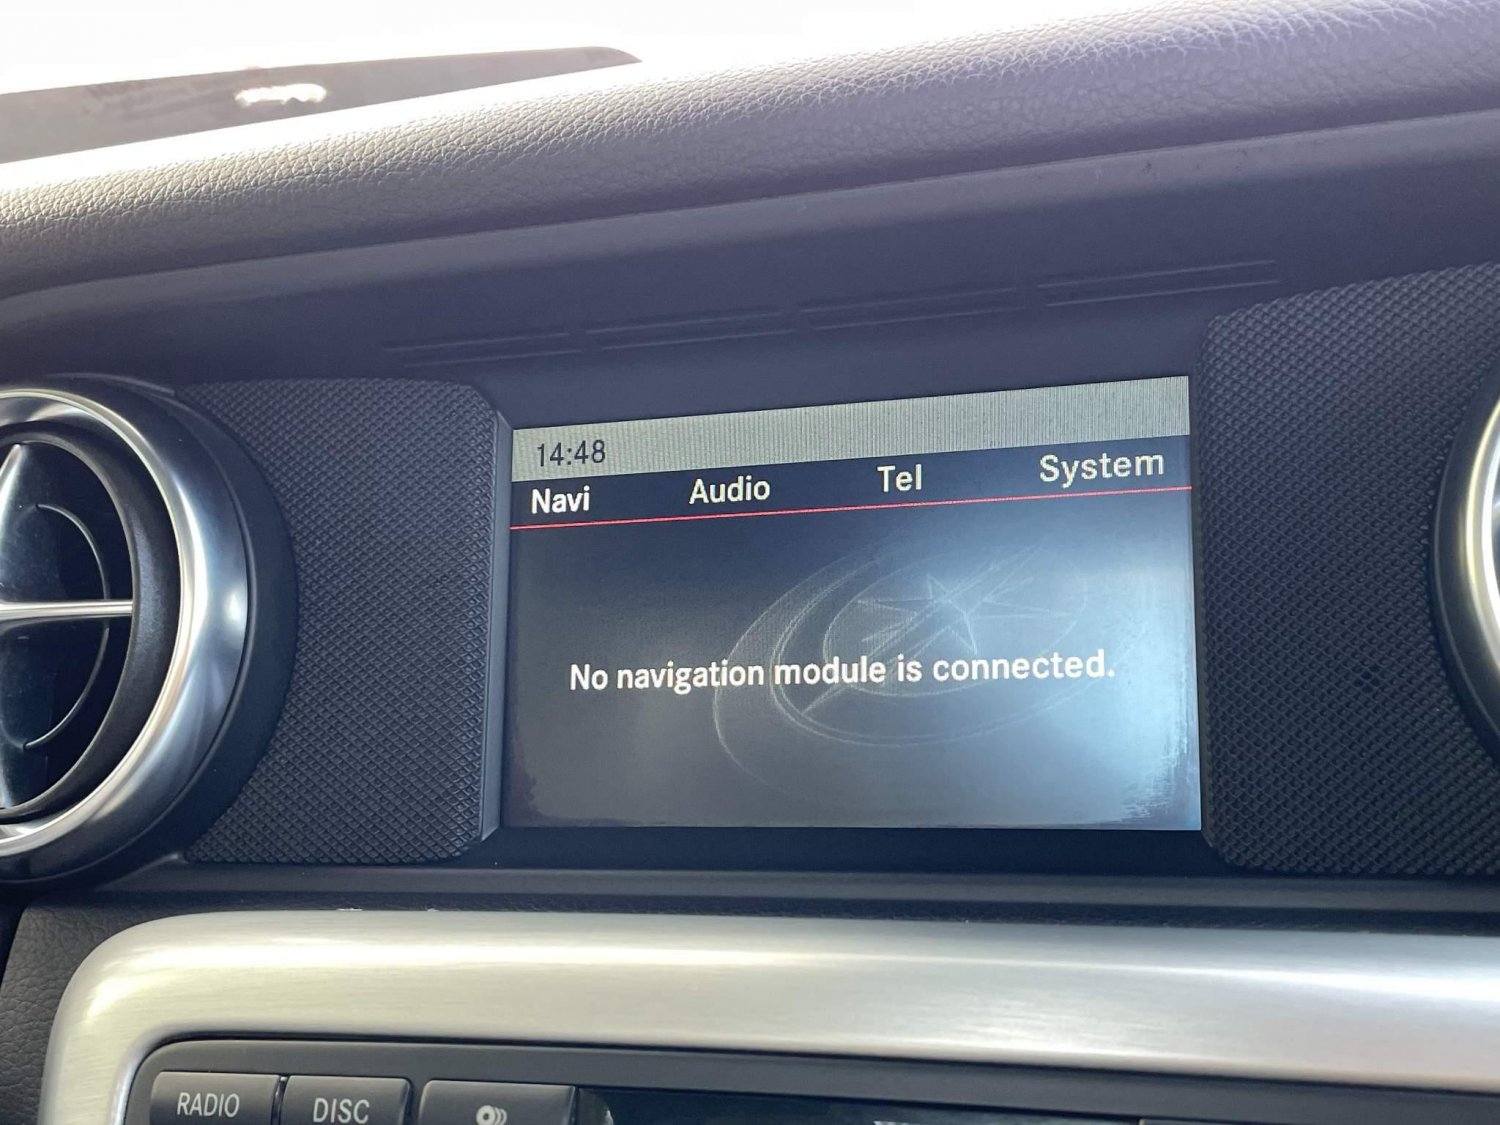 14:48
Navi Audio Tel System
No navigation module is connected.
RADIO DISC